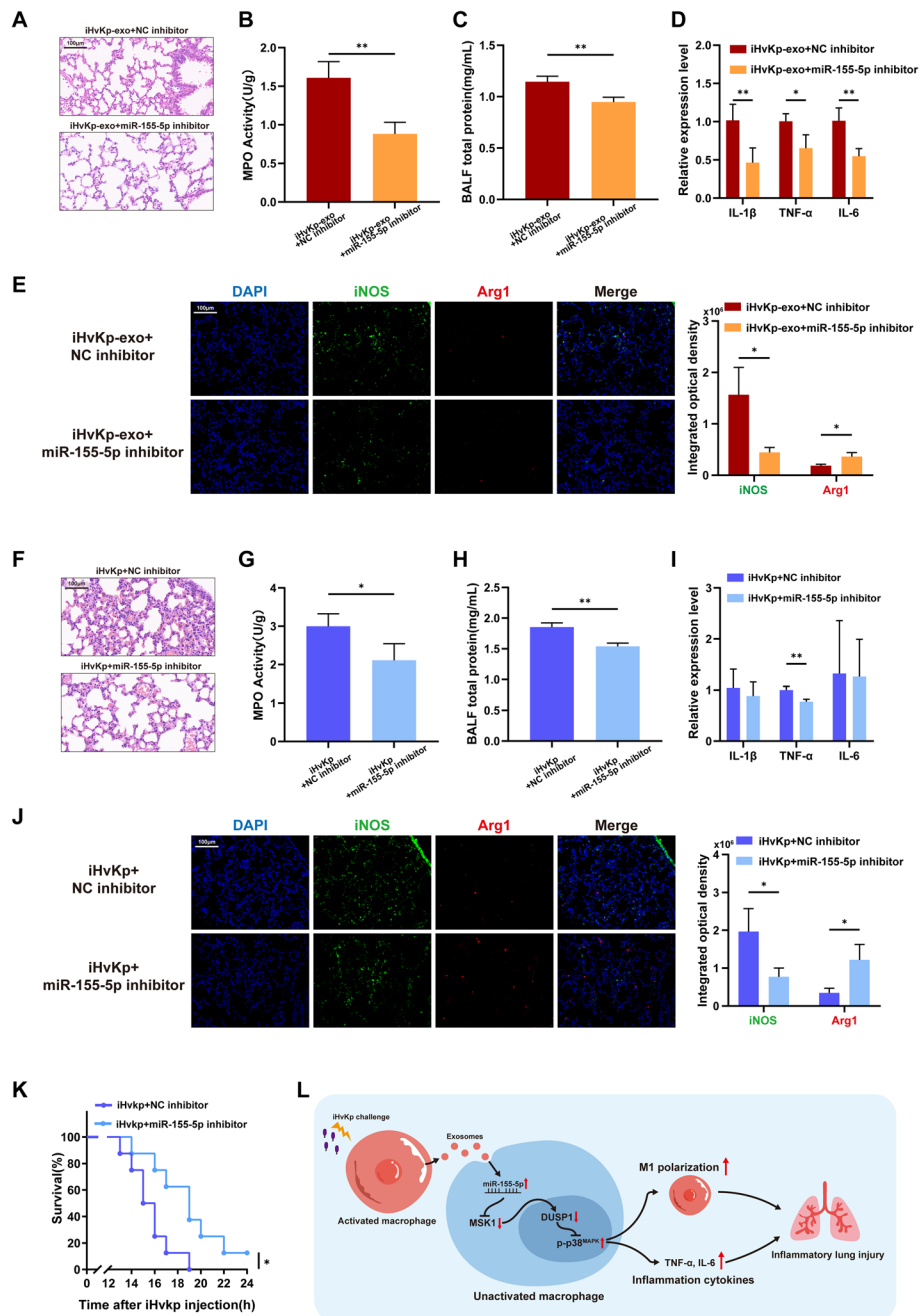 A
iHvKp-exo+NC inhibitor
100μm
iHvKp-exo+miR-155-5p inhibitor
B
MPO Activity(U/g)
2.0
1.5
1.0
0.5
0.0
**
iHvKp-exo
+NC inhibitor
iHvKp-exo
+miR-155-5p inhibitor
C
BALF total protein(mg/mL)
1.5
1.0
0.5
0.0
**
iHvKp-exo
+NC inhibitor
iHvKp-exo
+miR-155-5p inhibitor
D
iHvKp-exo+NC inhibitor
iHvKp-exo+miR-155-5p inhibitor
Relative expression level
2.0
1.5
1.0
0.5
0.0
**
*
**
IL-1β
TNF-α
IL-6
E
DAPI
iNOS
Arg1
Merge
100μm
iHvKp-exo+
NC inhibitor
iHvKp-exo+
miR-155-5p inhibitor
iHvKp-exo+NC inhibitor
iHvKp-exo+miR-155-5p inhibitor
x10⁶
Integrated optical density
3
2
1
0
*
*
iNOS
Arg1
F
iHvKp+NC inhibitor
100μm
iHvKp+miR-155-5p inhibitor
G
MPO Activity(U/g)
4
3
2
1
0
*
iHvKp
+NC inhibitor
iHvKp
+miR-155-5p inhibitor
H
BALF total protein(mg/mL)
2.0
1.5
1.0
0.5
0.0
**
iHvKp
+NC inhibitor
iHvKp
+miR-155-5p inhibitor
I
iHvKp+NC inhibitor
iHvKp+miR-155-5p inhibitor
Relative expression level
3
2
1
0
**
IL-1β
TNF-α
IL-6
J
DAPI
iNOS
Arg1
Merge
100μm
iHvKp+
NC inhibitor
iHvKp+
miR-155-5p inhibitor
iHvKp+NC inhibitor
iHvKp+miR-155-5p inhibitor
x10⁶
Integrated optical density
4
3
2
1
0
*
*
iNOS
Arg1
K
iHvkp+NC inhibitor
iHvkp+miR-155-5p inhibitor
Survival(%)
100
80
60
40
20
0
*
0 12 14 16 18 20 22 24
Time after iHvkp injection(h)
L
iHvKp challenge
Exosomes
Activated macrophage
miR-155-5p
MSK1
DUSP1
p-p38ᴹᴬᴾᴷ
Unactivated macrophage
M1 polarization
TNF-α, IL-6
Inflammation cytokines
Inflammatory lung injury